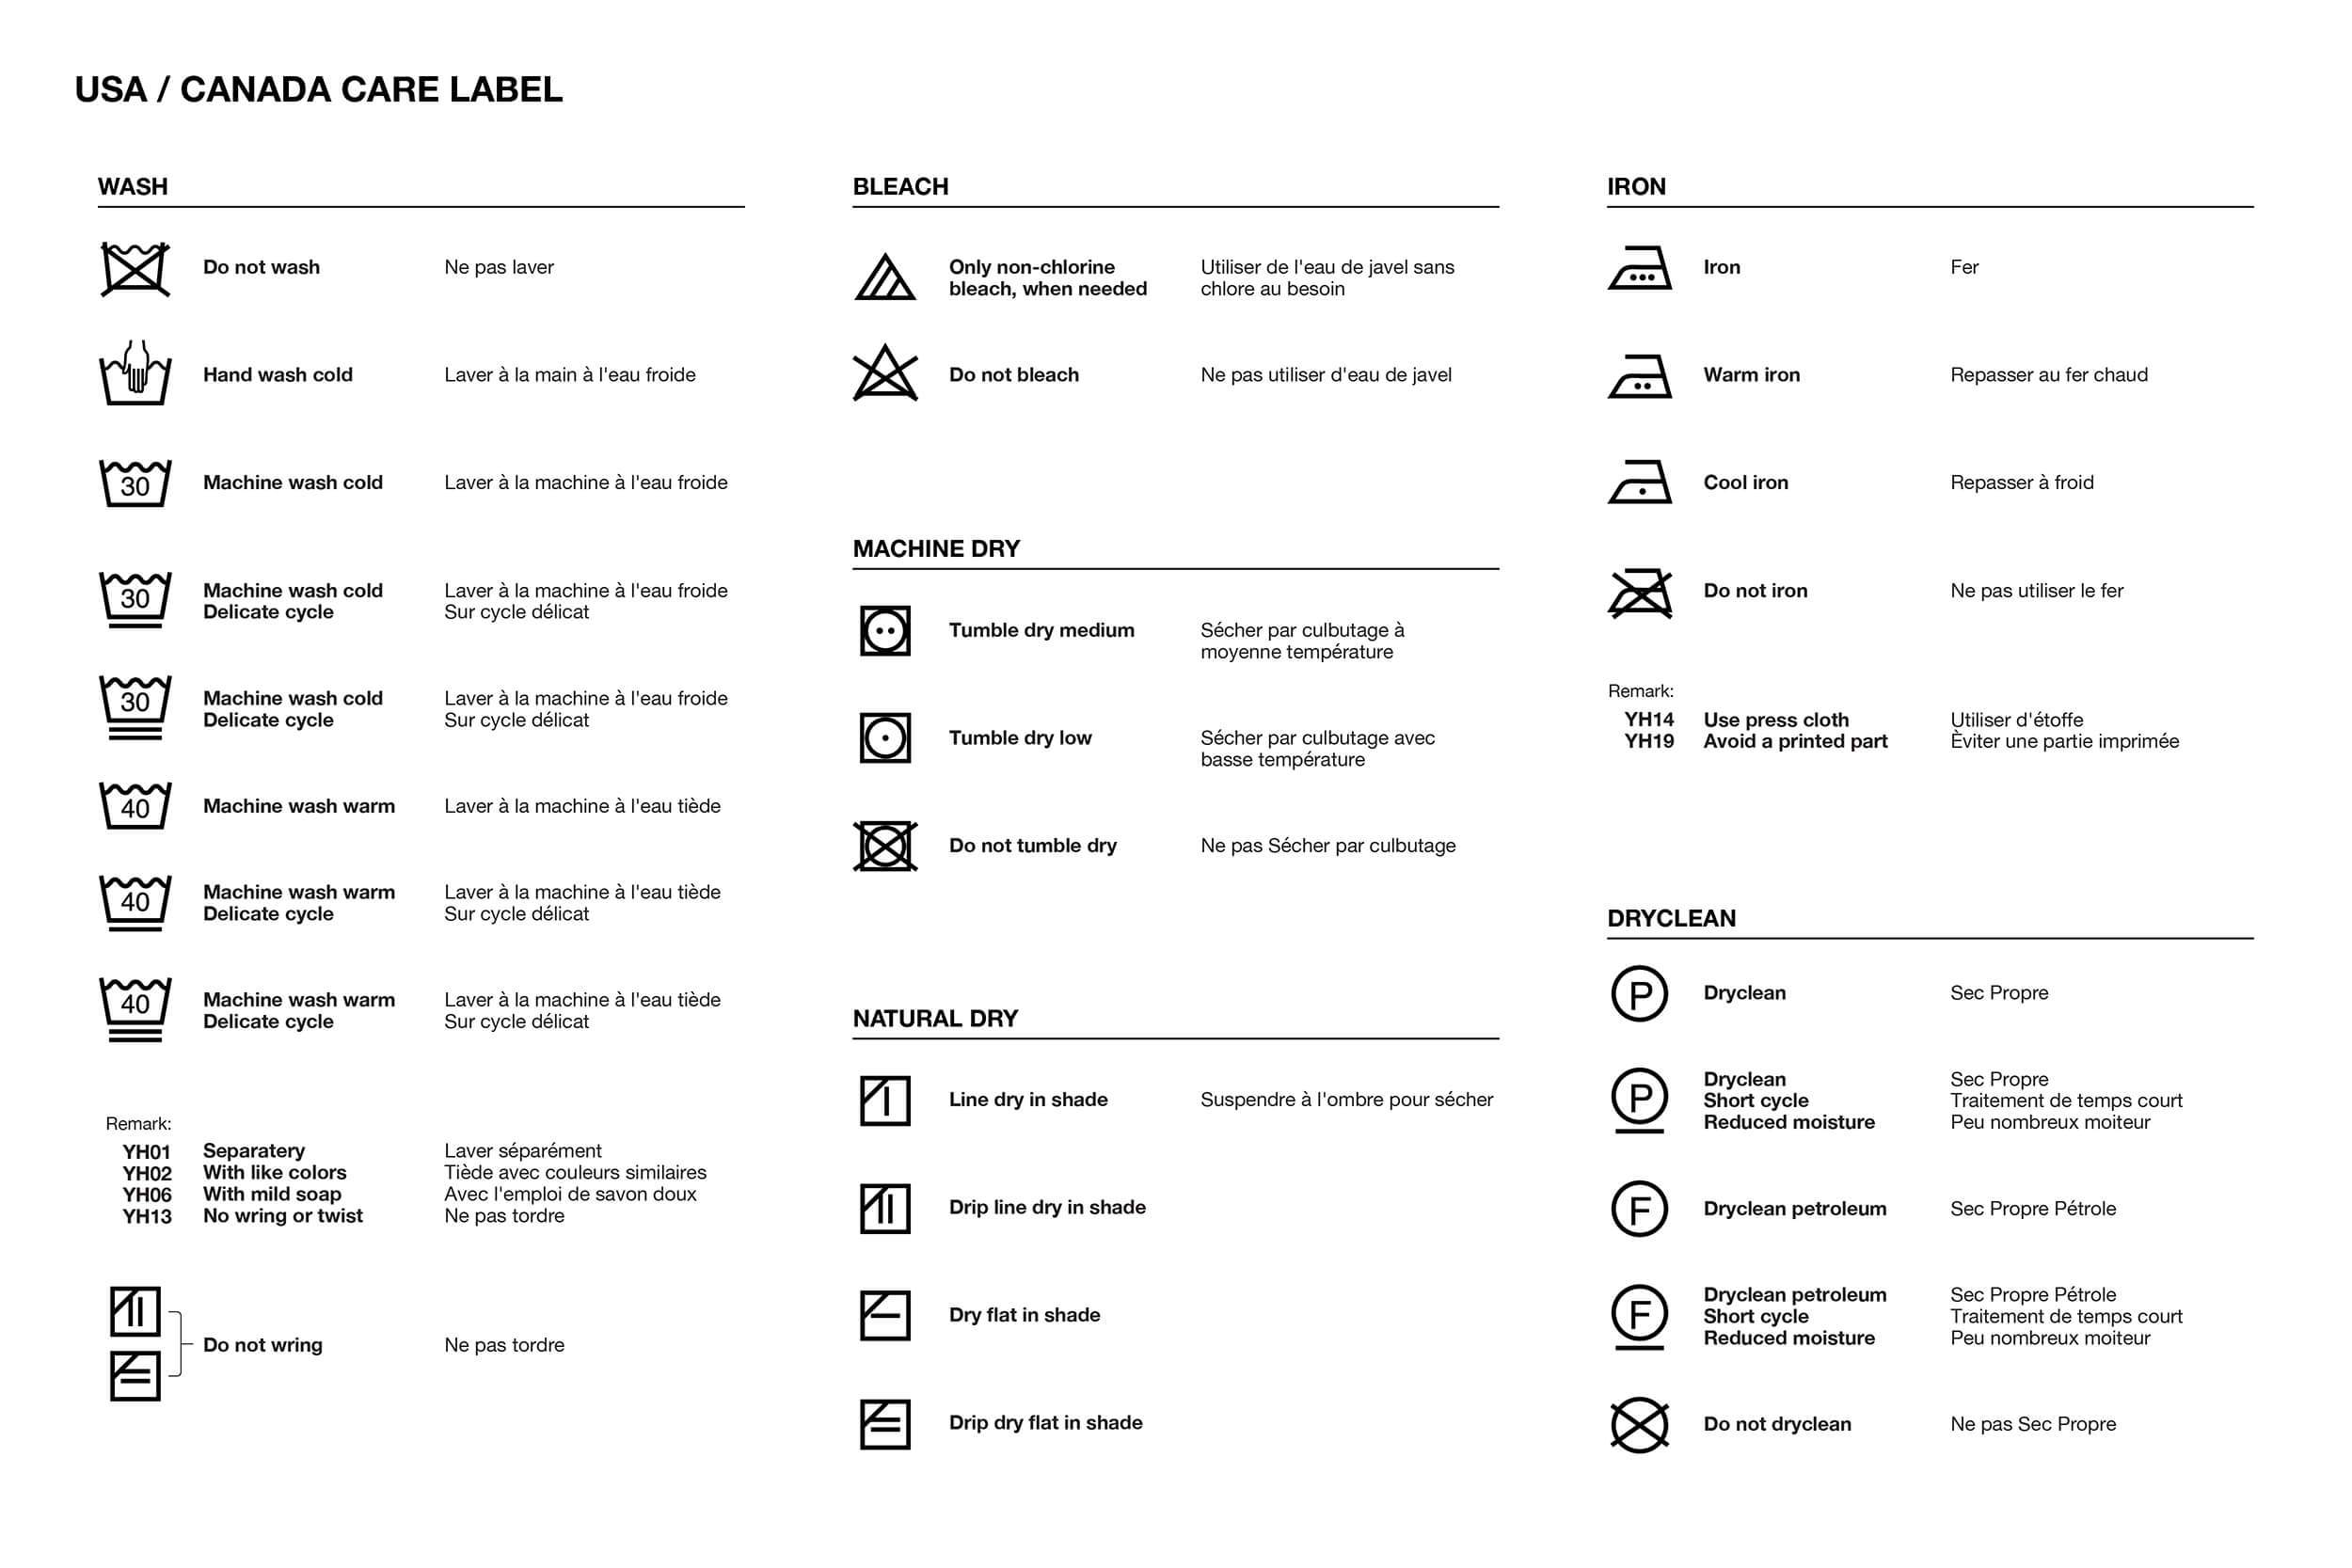 USA / CANADA CARE LABEL
WASH
Do not wash
Ne pas laver
Hand wash cold
Laver à la main à l'eau froide
30
Machine wash cold
Laver à la machine à l'eau froide
30
Machine wash cold
Delicate cycle
Laver à la machine à l'eau froide
Sur cycle délicat
30
Machine wash cold
Delicate cycle
Laver à la machine à l'eau froide
Sur cycle délicat
40
Machine wash warm
Laver à la machine à l'eau tiède
40
Machine wash warm
Delicate cycle
Laver à la machine à l'eau tiède
Sur cycle délicat
40
Machine wash warm
Delicate cycle
Laver à la machine à l'eau tiède
Sur cycle délicat
Remark:
YH01 Separatery Laver séparément
YH02 With like colors Tiède avec couleurs similaires
YH06 With mild soap Avec l'emploi de savon doux
YH13 No wring or twist Ne pas tordre
Do not wring
Ne pas tordre
BLEACH
Only non-chlorine
bleach, when needed
Utiliser de l'eau de javel sans
chlore au besoin
Do not bleach
Ne pas utiliser d'eau de javel
MACHINE DRY
Tumble dry medium
Sécher par culbutage à
moyenne température
Tumble dry low
Sécher par culbutage avec
basse température
Do not tumble dry
Ne pas Sécher par culbutage
NATURAL DRY
Line dry in shade
Suspendre à l'ombre pour sécher
Drip line dry in shade
Dry flat in shade
Drip dry flat in shade
IRON
Iron
Fer
Warm iron
Repasser au fer chaud
Cool iron
Repasser à froid
Do not iron
Ne pas utiliser le fer
Remark:
YH14 Use press cloth Utiliser d'étoffe
YH19 Avoid a printed part Èviter une partie imprimée
DRYCLEAN
P
Dryclean
Sec Propre
P
Dryclean
Short cycle
Reduced moisture
Sec Propre
Traitement de temps court
Peu nombreux moiteur
F
Dryclean petroleum
Sec Propre Pétrole
F
Dryclean petroleum
Short cycle
Reduced moisture
Sec Propre Pétrole
Traitement de temps court
Peu nombreux moiteur
Do not dryclean
Ne pas Sec Propre